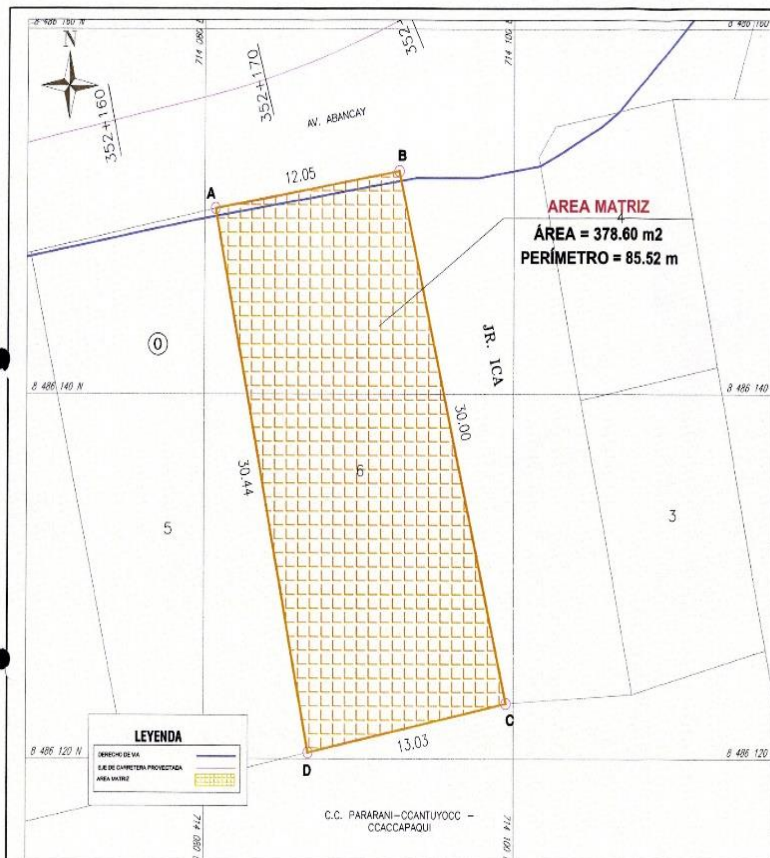 8 486 160 N
714 080 E
714 100 E
8 486 160
N
352+160
352+170
352+
AV. ABANCAY
A
12.05
B
AREA MATRIZ
4
ÁREA = 378.60 m2
PERÍMETRO = 85.52 m
0
JR. ICA
8 486 140 N
8 486 140
30.44
30.00
6
5
3
C
13.03
D
8 486 120 N
8 486 120
LEYENDA
DERECHO DE VIA
EJE DE CARRETERA PROYECTADA
AREA MATRIZ
C.C. PARARANI-CCANTUYOCC -
CCACCAPAQUI
714 080 E
714 100 E